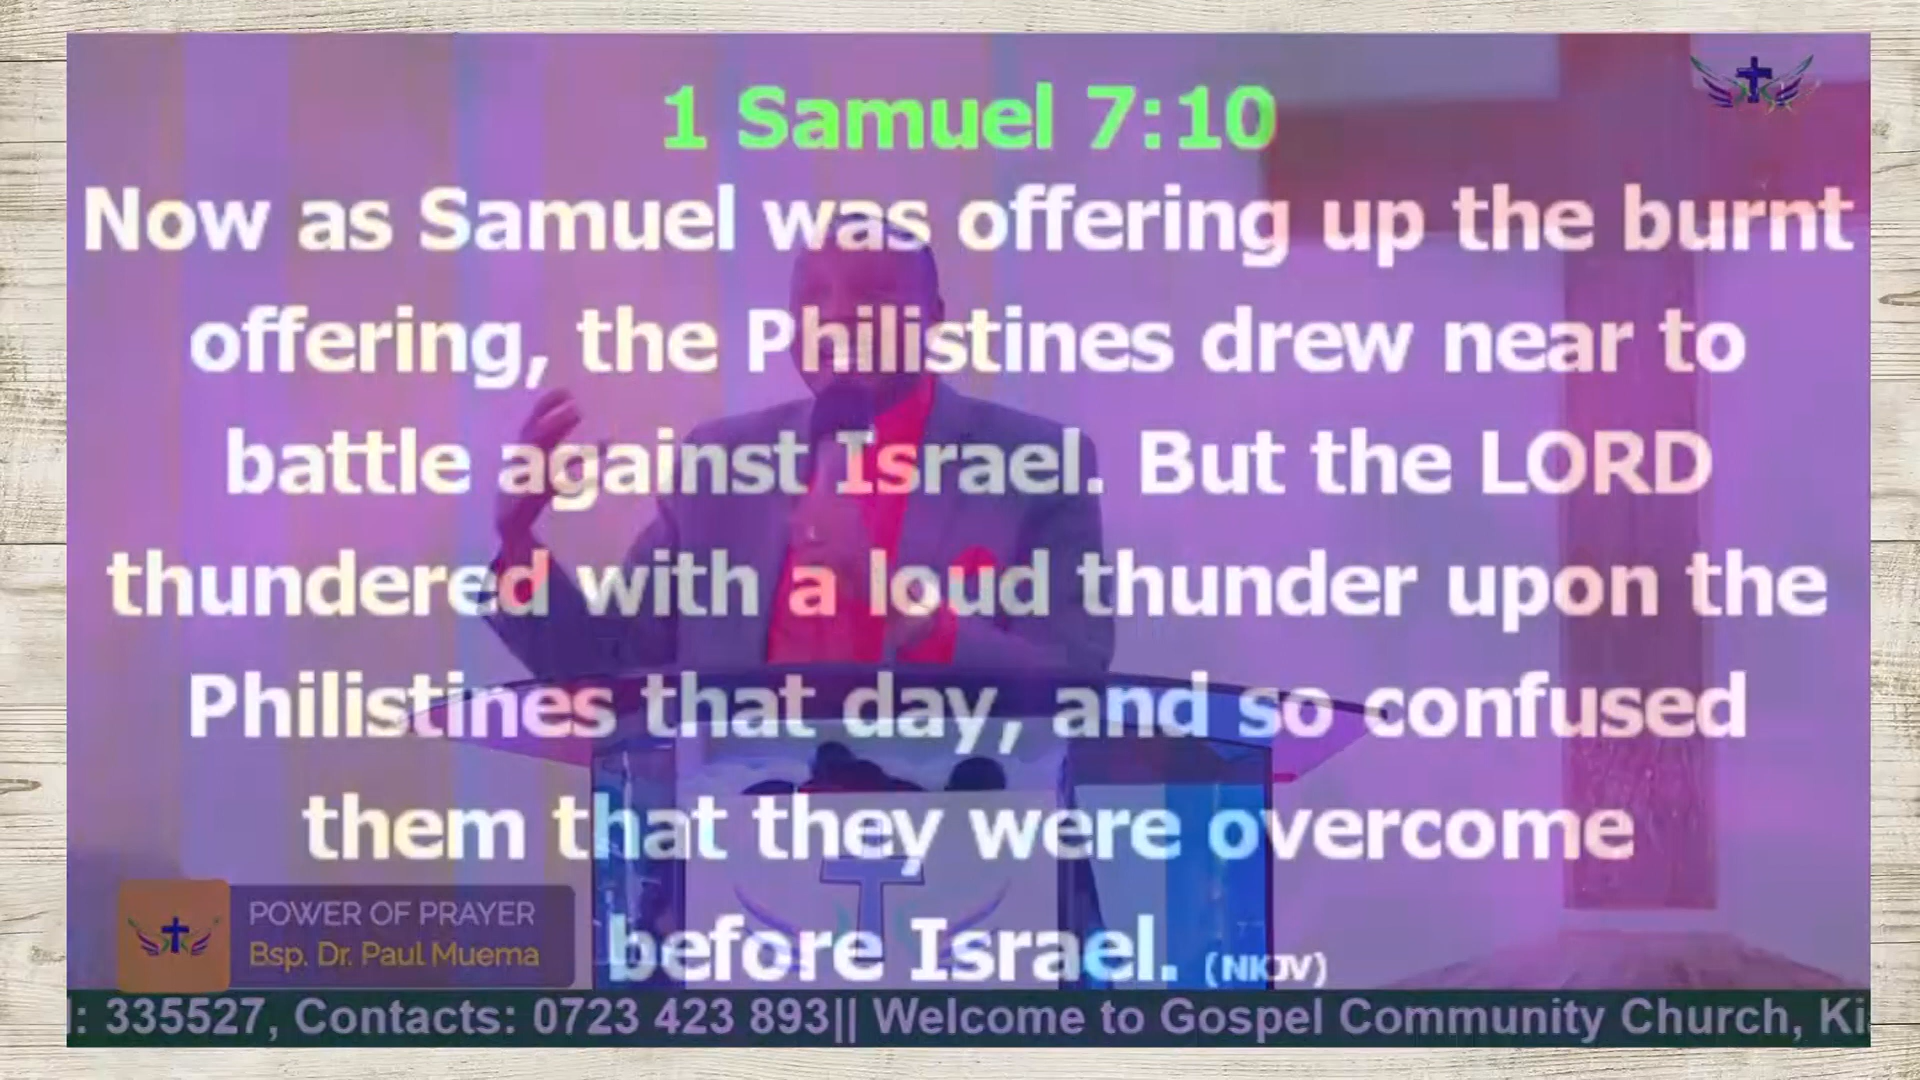 1 Samuel 7:10
Now as Samuel was offering up the burnt
offering, the Philistines drew near to
battle against Israel. But the LORD
thundered with a loud thunder upon the
Philistines that day, and so confused
them that they were overcome
before Israel. (NKJV)
POWER OF PRAYER
Bsp. Dr. Paul Muema
: 335527, Contacts: 0723 423 893|| Welcome to Gospel Community Church, Ki